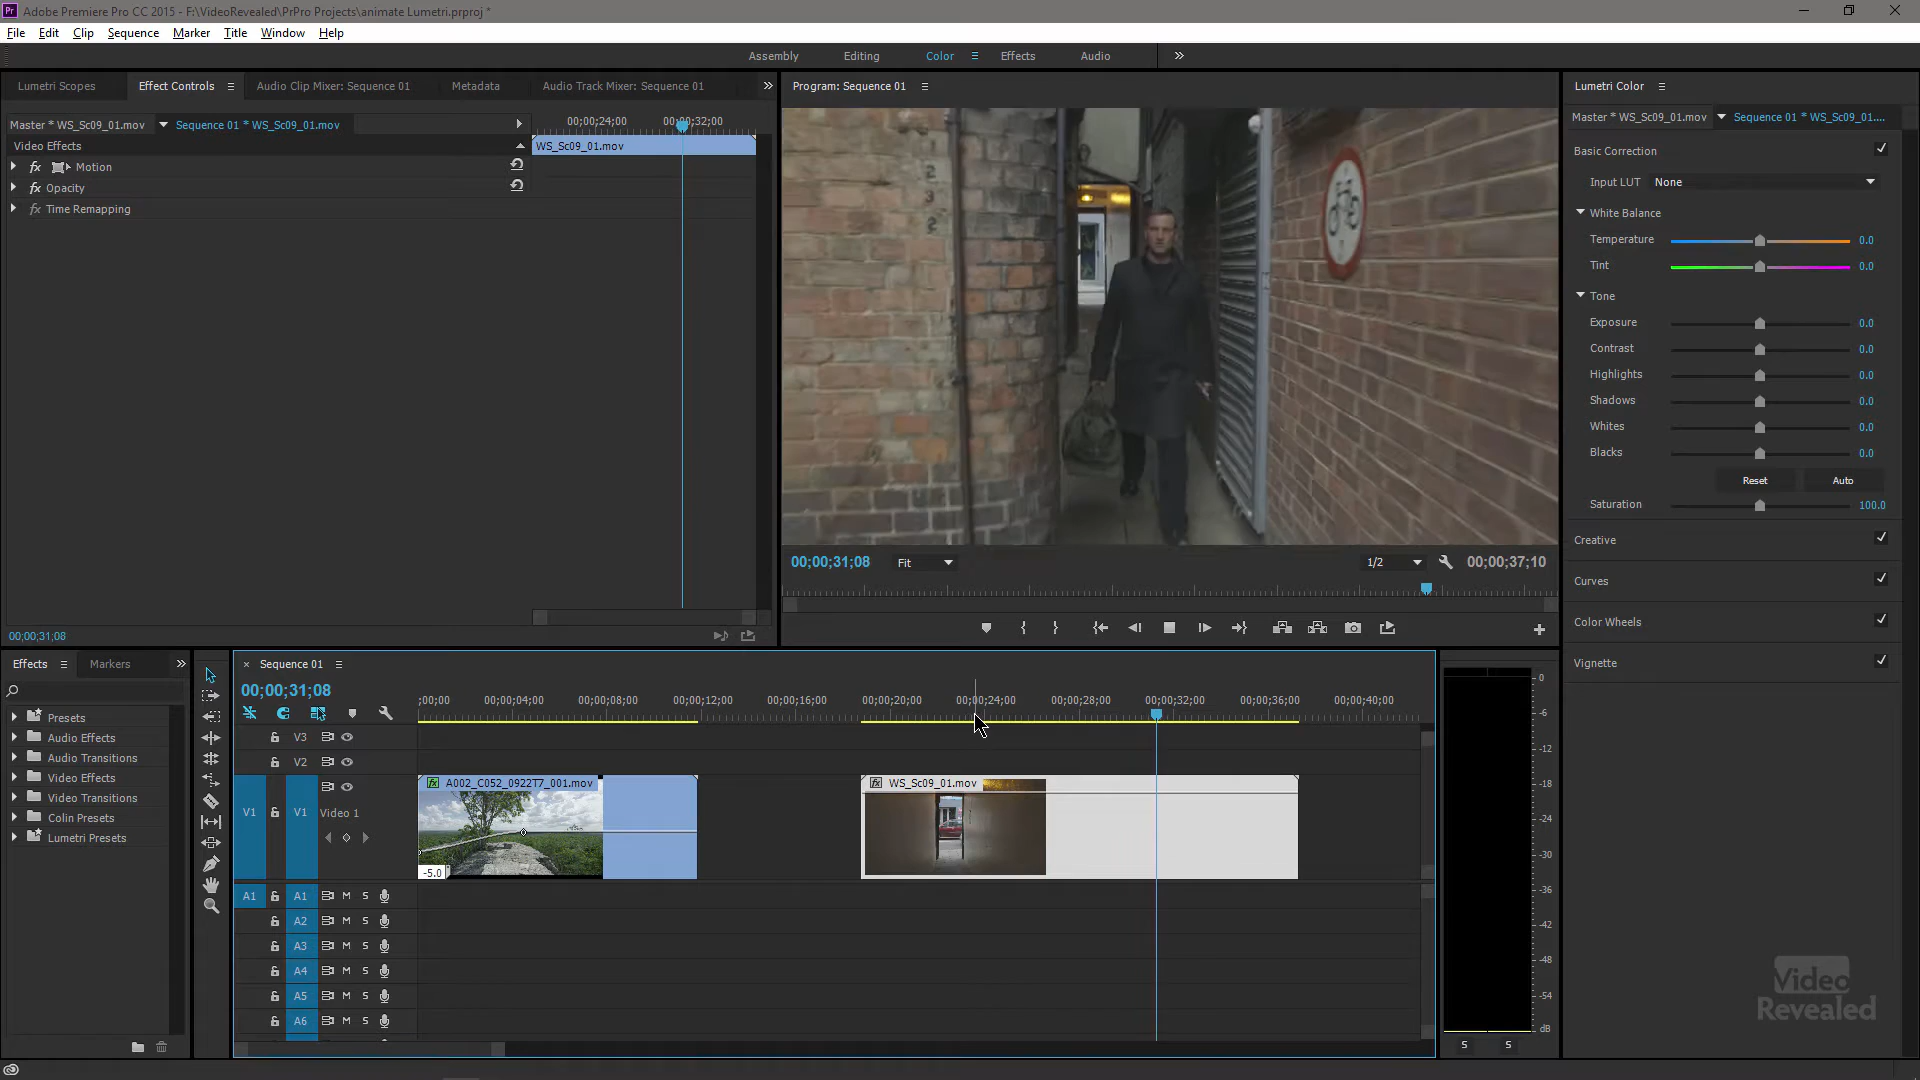 Adobe Premiere Pro CC 2015 - F:\VideoRevealed\PrPro Projects\animate Lumetri.prproj *
File Edit Clip Sequence Marker Title Window Help
Assembly Editing Color Effects Audio
Lumetri Scopes Effect Controls Audio Clip Mixer: Sequence 01 Metadata Audio Track Mixer: Sequence 01
Master * WS_Sc09_01.mov Sequence 01 * WS_Sc09_01.mov
00;00;24;00 00;00;32;00
Video Effects
WS_Sc09_01.mov
fx Motion
fx Opacity
fx Time Remapping
00;00;31;08
Program: Sequence 01
00;00;31;08 Fit 1/2 00;00;37;10
Lumetri Color
Master * WS_Sc09_01.mov Sequence 01 * WS_Sc09_01....
Basic Correction
Input LUT None
White Balance
Temperature 0.0
Tint 0.0
Tone
Exposure 0.0
Contrast 0.0
Highlights 0.0
Shadows 0.0
Whites 0.0
Blacks 0.0
Reset Auto
Saturation 100.0
Creative
Curves
Color Wheels
Vignette
Effects Markers
Presets
Audio Effects
Audio Transitions
Video Effects
Video Transitions
Colin Presets
Lumetri Presets
× Sequence 01
00;00;31;08
;00;00 00;00;04;00 00;00;08;00 00;00;12;00 00;00;16;00 00;00;20;00 00;00;24;00 00;00;28;00 00;00;32;00 00;00;36;00 00;00;40;00
V3
V2
V1 V1 Video 1
fx A002_C052_0922T7_001.mov
-5.0
fx WS_Sc09_01.mov
A1 A1 M S
A2 M S
A3 M S
A4 M S
A5 M S
A6 M S
0
-6
-12
-18
-24
-30
-36
-42
-48
-54
dB
S S
Video
Revealed